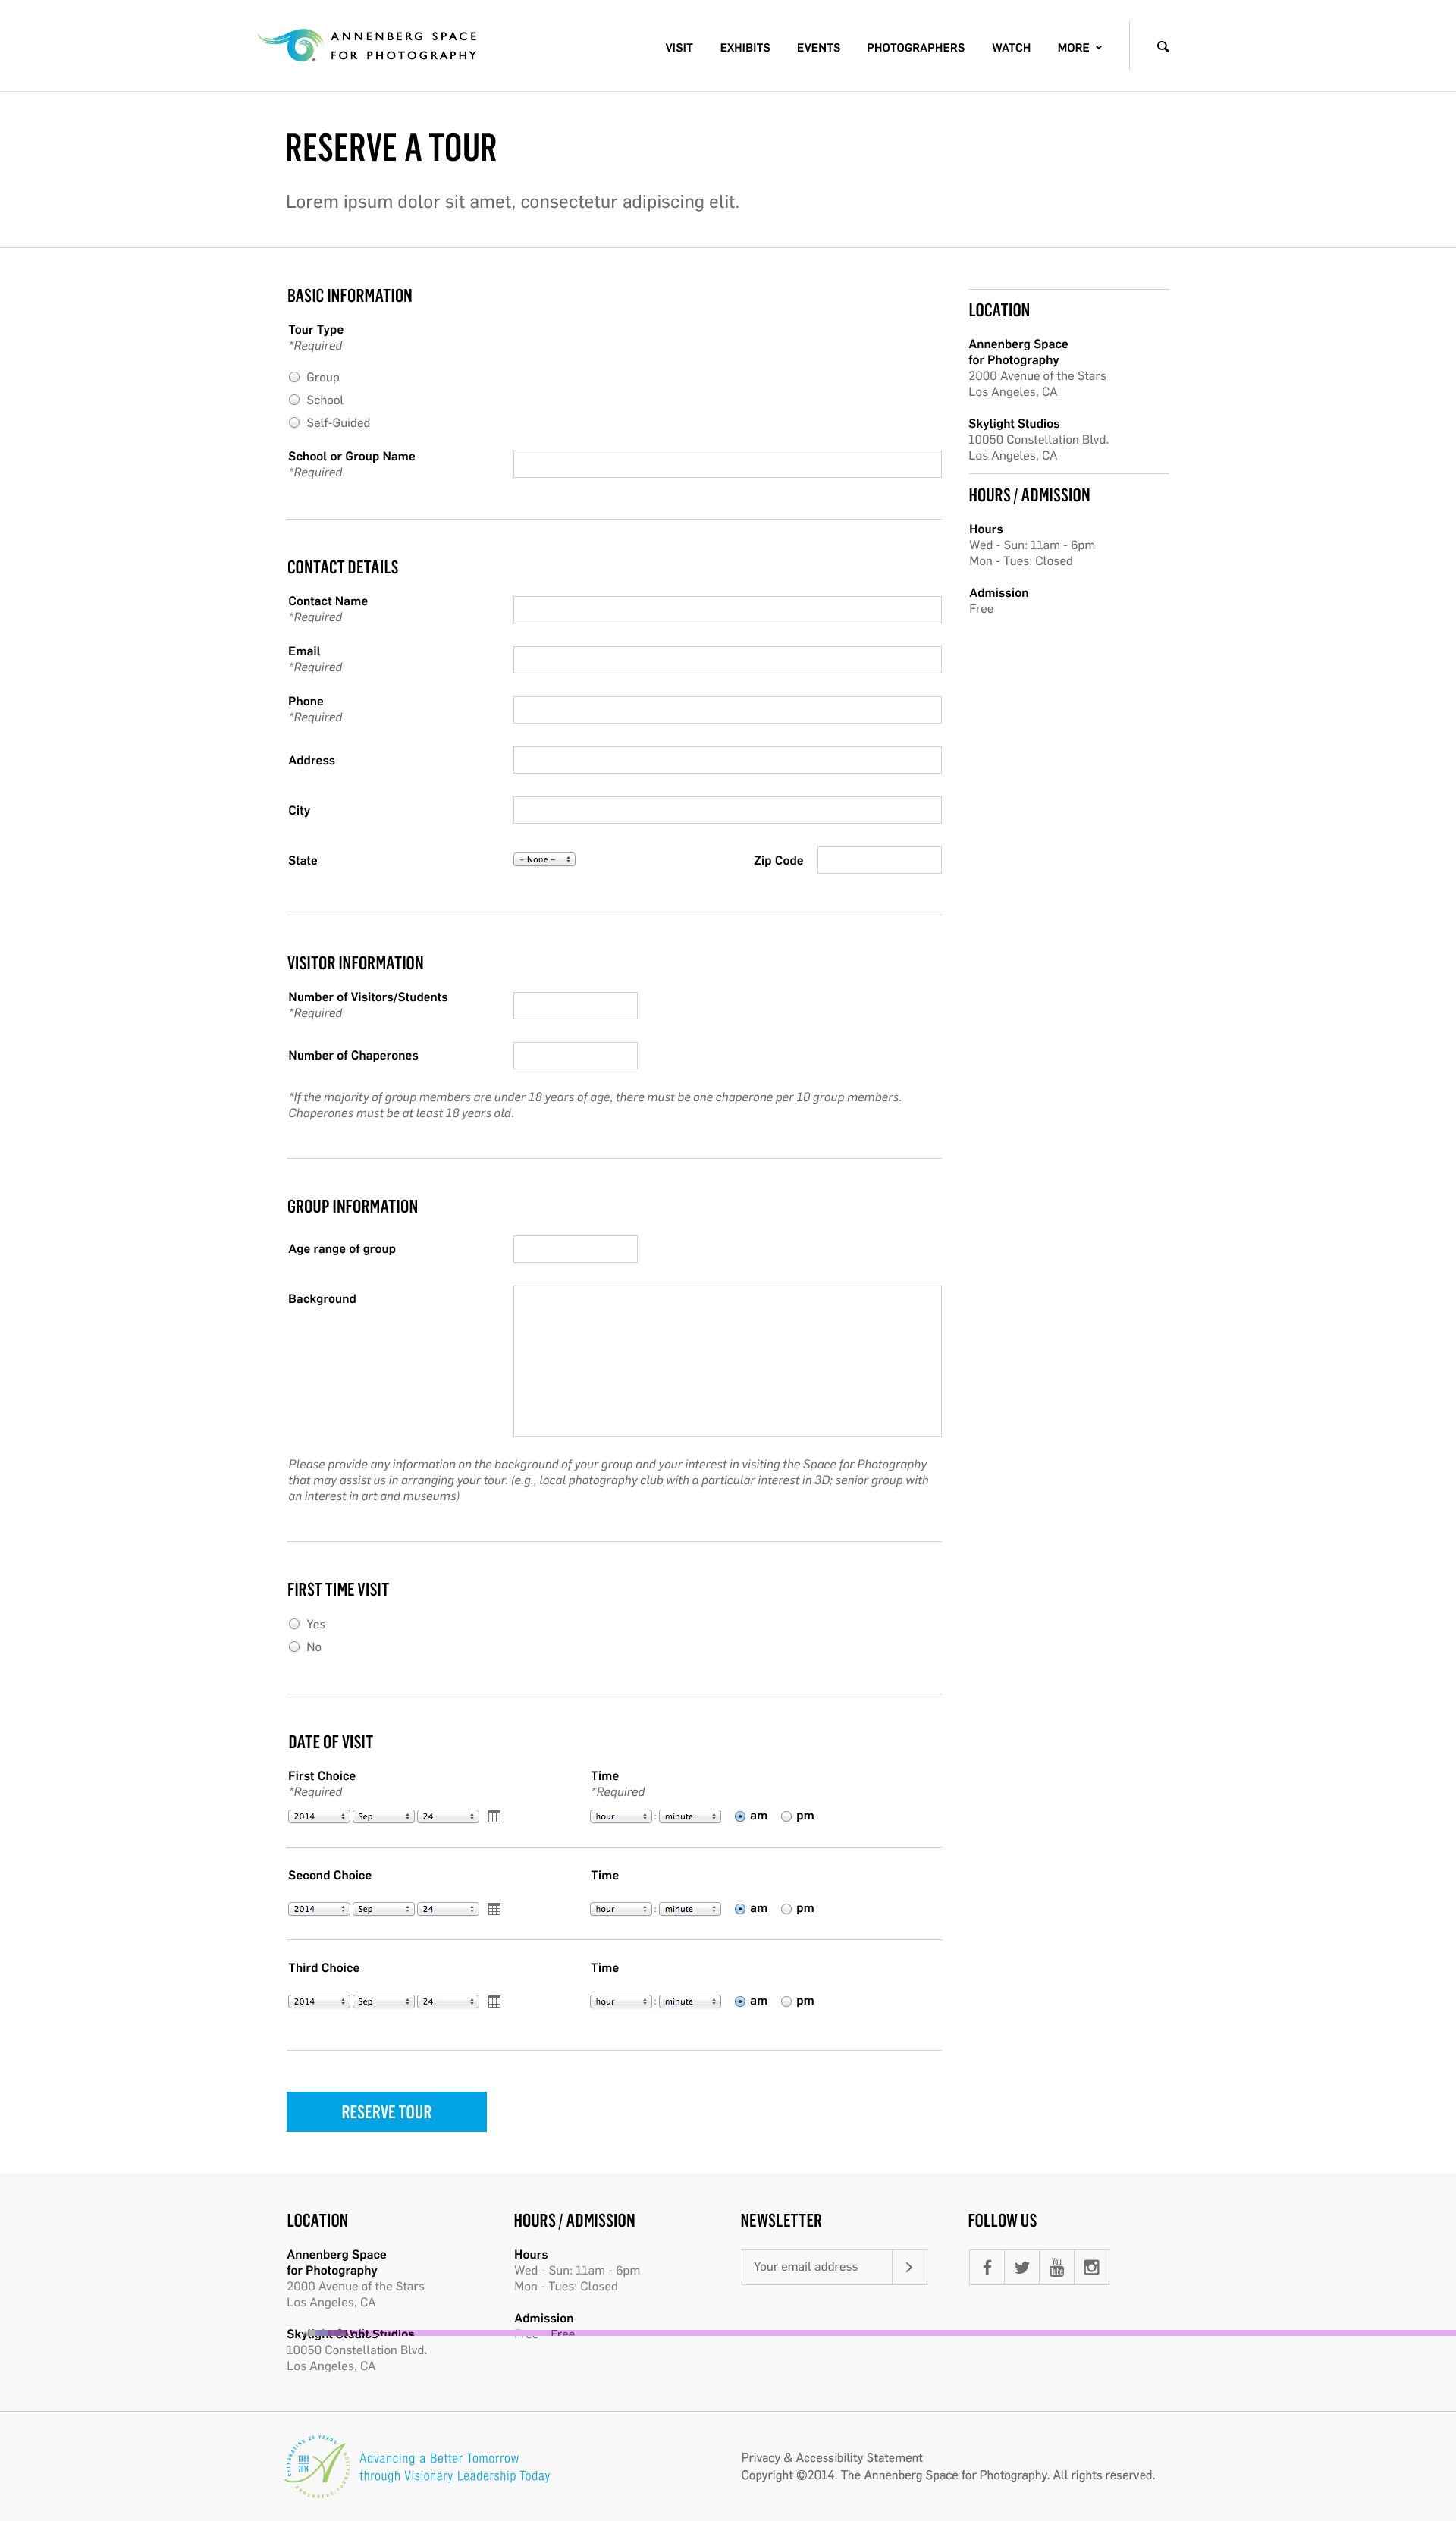 ANNENBERG SPACE
FOR PHOTOGRAPHY
VISIT EXHIBITS EVENTS PHOTOGRAPHERS WATCH MORE
RESERVE A TOUR
Lorem ipsum dolor sit amet, consectetur adipiscing elit.
BASIC INFORMATION
Tour Type
*Required
Group
School
Self-Guided
School or Group Name
*Required
CONTACT DETAILS
Contact Name
*Required
Email
*Required
Phone
*Required
Address
City
State – None – Zip Code
VISITOR INFORMATION
Number of Visitors/Students
*Required
Number of Chaperones
*If the majority of group members are under 18 years of age, there must be one chaperone per 10 group members.
Chaperones must be at least 18 years old.
GROUP INFORMATION
Age range of group
Background
Please provide any information on the background of your group and your interest in visiting the Space for Photography
that may assist us in arranging your tour. (e.g., local photography club with a particular interest in 3D; senior group with
an interest in art and museums)
FIRST TIME VISIT
Yes
No
DATE OF VISIT
First Choice Time
*Required *Required
2014 Sep 24 hour : minute am pm
Second Choice Time
2014 Sep 24 hour : minute am pm
Third Choice Time
2014 Sep 24 hour : minute am pm
RESERVE TOUR
LOCATION
Annenberg Space
for Photography
2000 Avenue of the Stars
Los Angeles, CA
Skylight Studios
10050 Constellation Blvd.
Los Angeles, CA
HOURS / ADMISSION
Hours
Wed - Sun: 11am - 6pm
Mon - Tues: Closed
Admission
Free
LOCATION
Annenberg Space
for Photography
2000 Avenue of the Stars
Los Angeles, CA
Studios
10050 Constellation Blvd.
Los Angeles, CA
HOURS / ADMISSION
Hours
Wed - Sun: 11am - 6pm
Mon - Tues: Closed
Admission
Free
NEWSLETTER
Your email address
FOLLOW US
You
Tube
CELEBRATING 25 YEARS
1989
2014
Advancing a Better Tomorrow
through Visionary Leadership Today
Privacy & Accessibility Statement
Copyright ©2014. The Annenberg Space for Photography. All rights reserved.